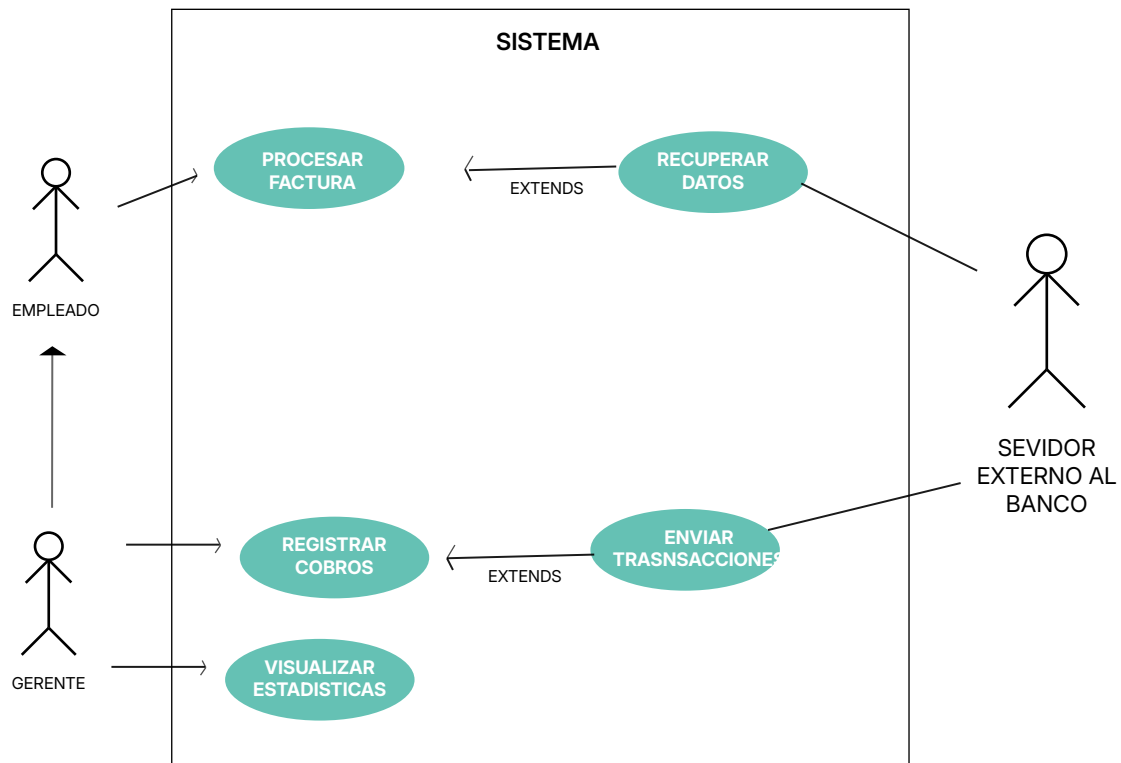 SISTEMA
PROCESAR
FACTURA
EXTENDS
RECUPERAR
DATOS
EMPLEADO
SEVIDOR
EXTERNO AL
BANCO
REGISTRAR
COBROS
EXTENDS
ENVIAR
TRASNSACCIONES
VISUALIZAR
ESTADISTICAS
GERENTE